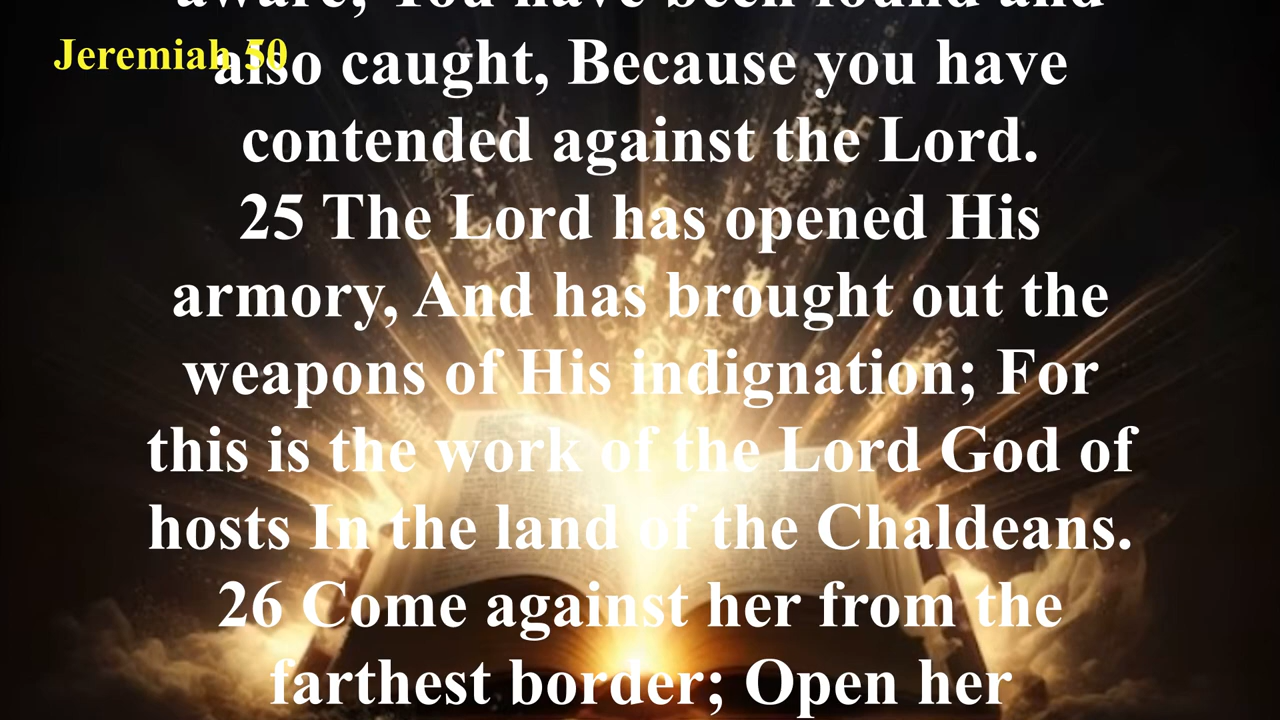 aware, You have been found and
Jeremiah 50
also caught, Because you have
contended against the Lord.
25 The Lord has opened His
armory, And has brought out the
weapons of His indignation; For
this is the work of the Lord God of
hosts In the land of the Chaldeans.
26 Come against her from the
farthest border; Open her